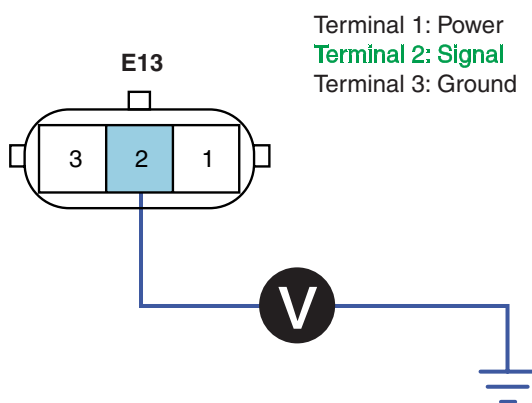 Terminal 1: Power
Terminal 2: Signal
Terminal 3: Ground
E13
3 2 1
V